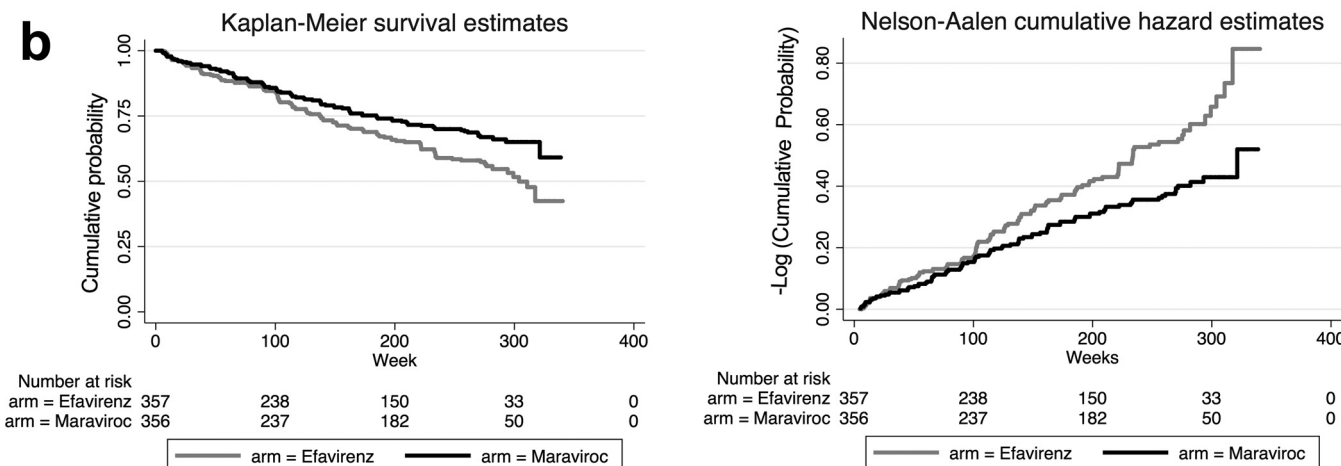 b
Kaplan-Meier survival estimates
Cumulative probability
1.00
0.75
0.50
0.25
0.00
0 100 200 300 400
Week
Number at risk
arm = Efavirenz 357 238 150 33 0
arm = Maraviroc 356 237 182 50 0
arm = Efavirenz arm = Maraviroc
Nelson-Aalen cumulative hazard estimates
-Log (Cumulative Probability)
0.80
0.60
0.40
0.20
0.00
0 100 200 300 400
Weeks
Number at risk
arm = Efavirenz 357 238 150 33 0
arm = Maraviroc 356 237 182 50 0
arm = Efavirenz arm = Maraviroc